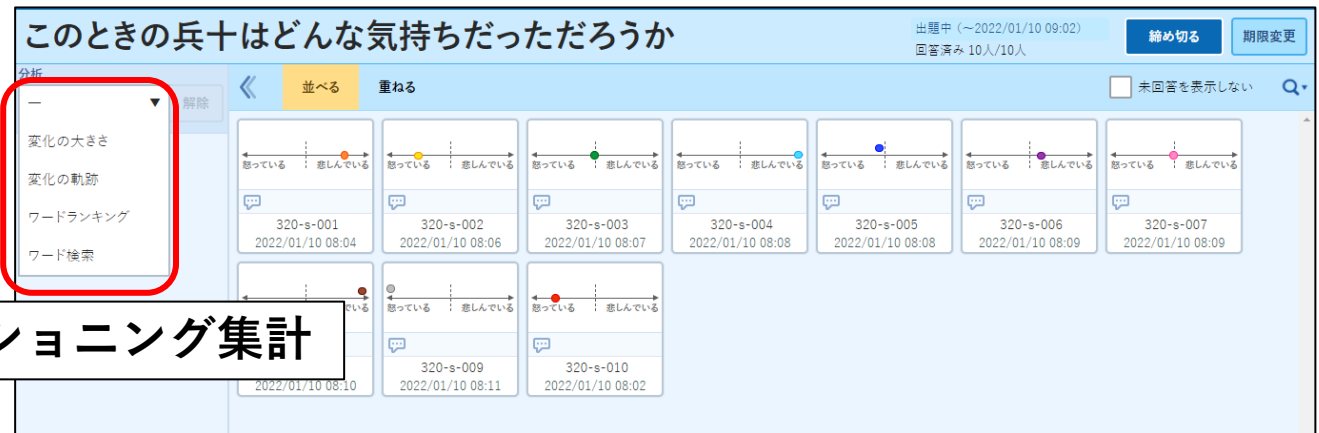 このときの兵十はどんな気持ちだっただろうか
出題中（～2022/01/10 09:02）
回答済み 10人/10人
締め切る
期限変更
分析
ー ▼ 解除
変化の大きさ
変化の軌跡
ワードランキング
ワード検索
並べる 重ねる
未回答を表示しない
怒っている 悲しんでいる
320-s-001
2022/01/10 08:04
怒っている 悲しんでいる
320-s-002
2022/01/10 08:06
怒っている 悲しんでいる
320-s-003
2022/01/10 08:07
怒っている 悲しんでいる
320-s-004
2022/01/10 08:08
怒っている 悲しんでいる
320-s-005
2022/01/10 08:08
怒っている 悲しんでいる
320-s-006
2022/01/10 08:09
怒っている 悲しんでいる
320-s-007
2022/01/10 08:09
でいる
2022/01/10 08:10
怒っている 悲しんでいる
320-s-009
2022/01/10 08:11
怒っている 悲しんでいる
320-s-010
2022/01/10 08:02
ショニング集計